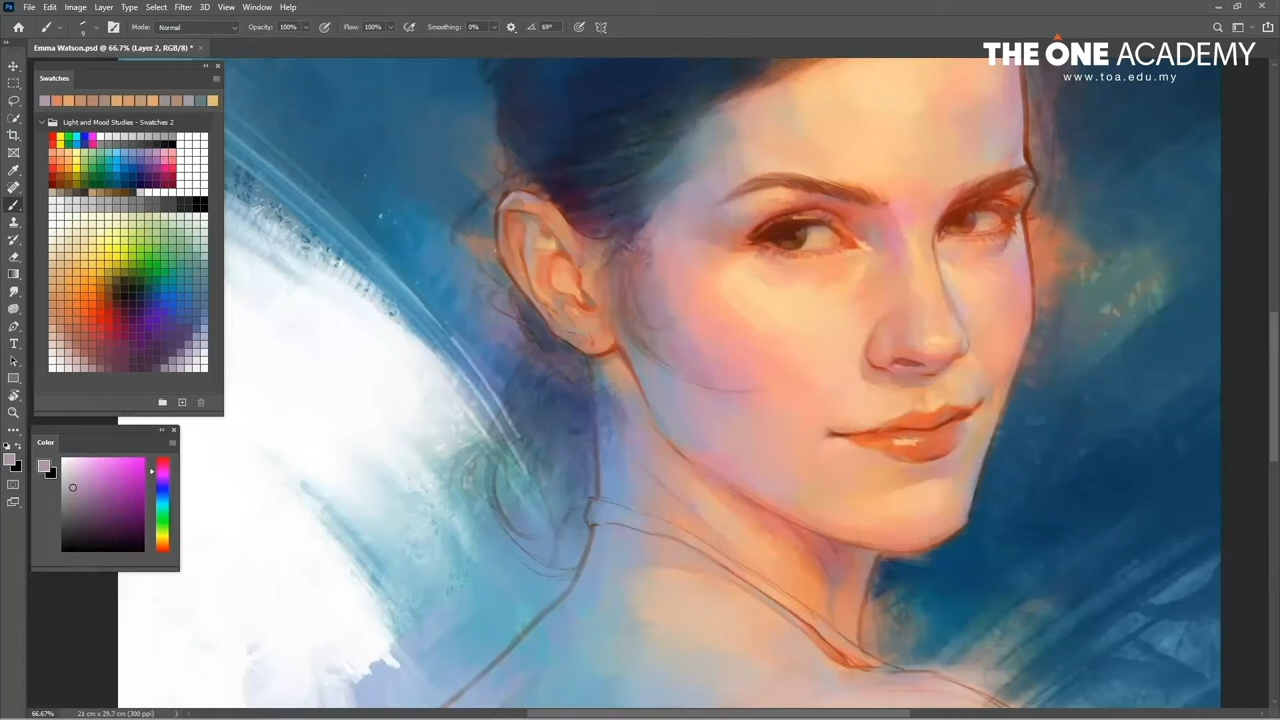 File Edit Image Layer Type Select Filter 3D View Window Help
9 Mode: Normal Opacity: 100% Flow: 100% Smoothing: 0% 69°
Emma Watson.psd @ 66.7% (Layer 2, RGB/8) *
THE ONE ACADEMY
www.toa.edu.my
Swatches
Light and Mood Studies - Swatches 2
Color
66.67% 21 cm x 29.7 cm (300 ppi)